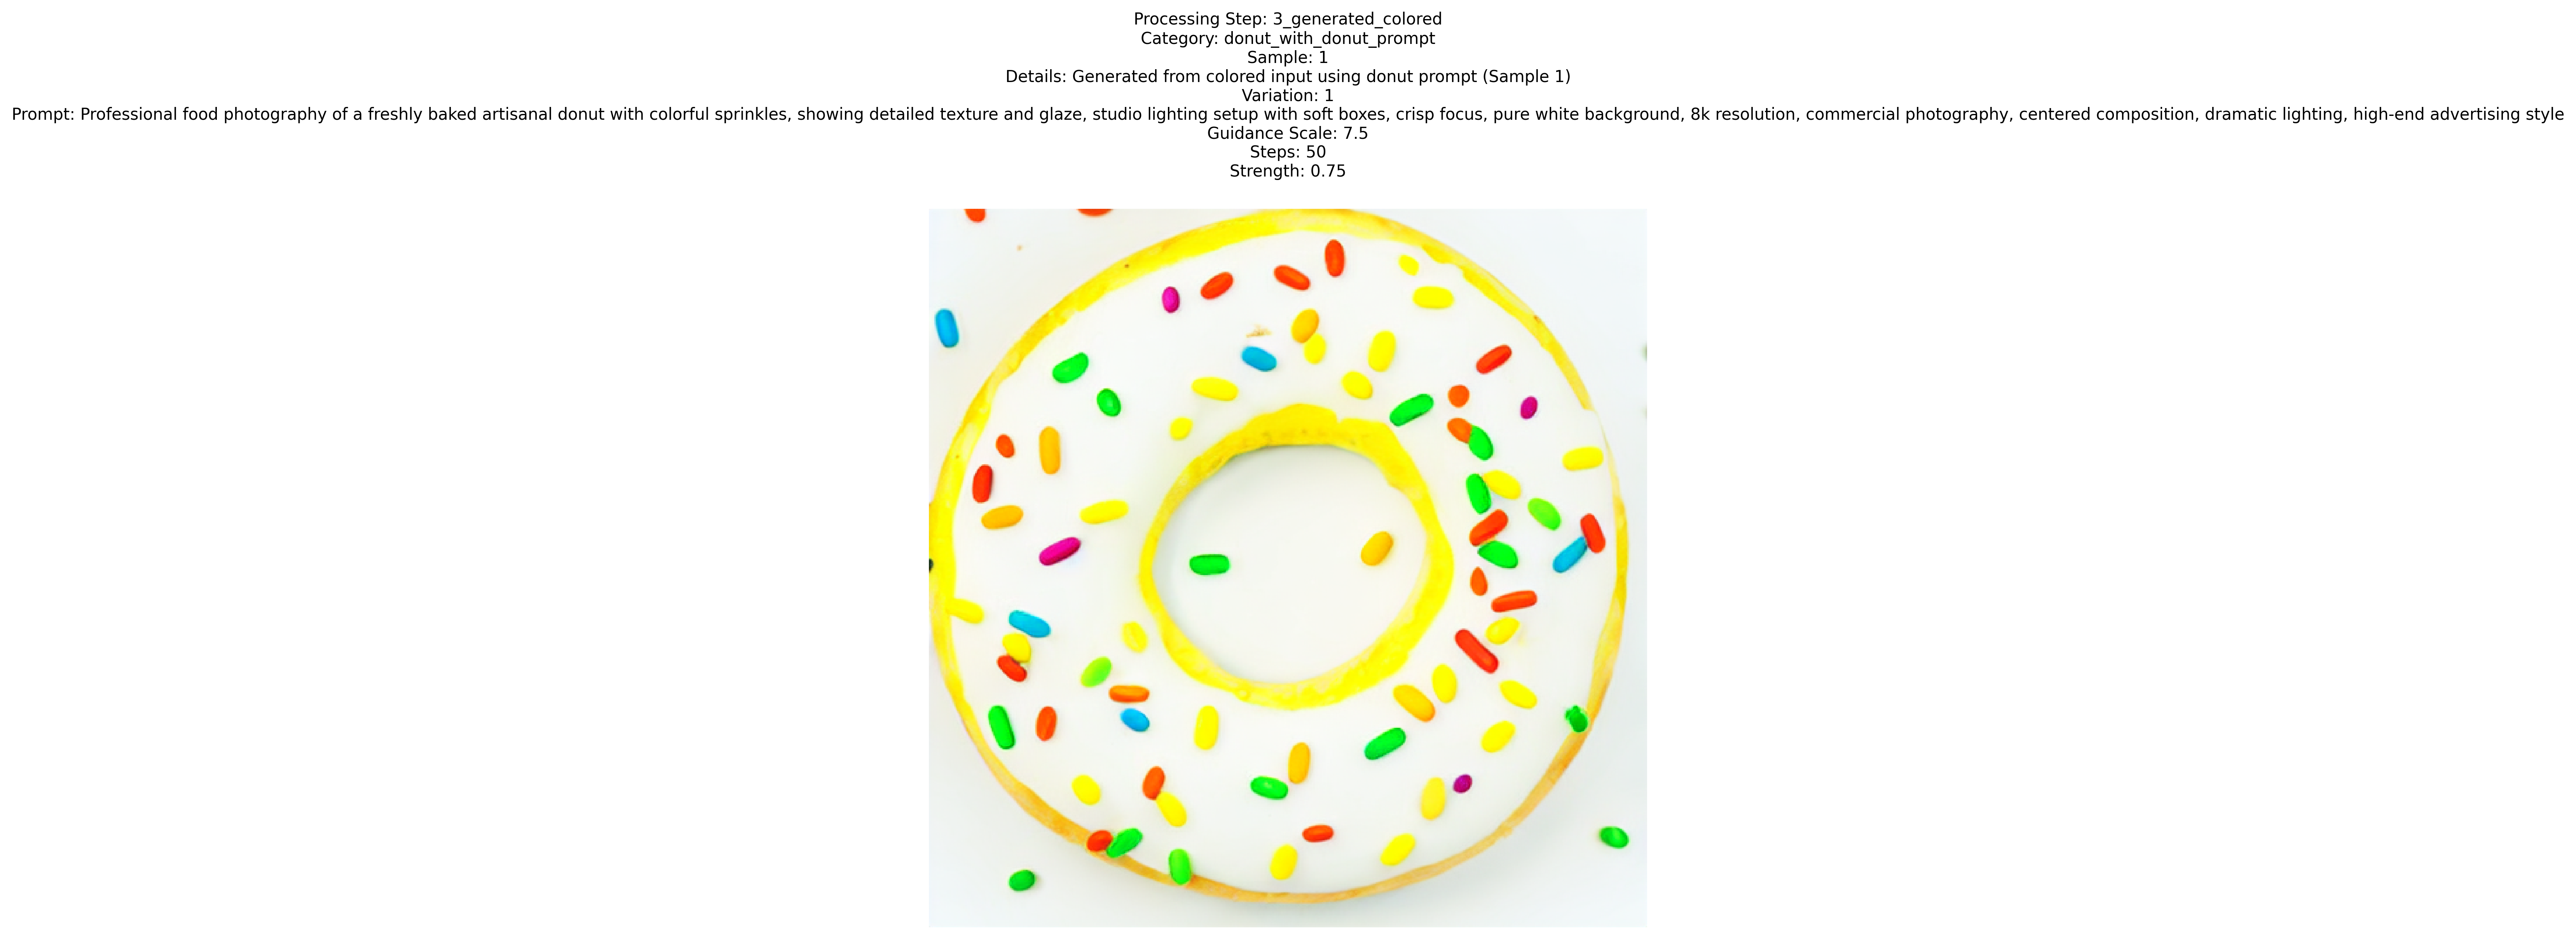 Processing Step: 3_generated_colored
Category: donut_with_donut_prompt
Sample: 1
Details: Generated from colored input using donut prompt (Sample 1)
Variation: 1
Prompt: Professional food photography of a freshly baked artisanal donut with colorful sprinkles, showing detailed texture and glaze, studio lighting setup with soft boxes, crisp focus, pure white background, 8k resolution, commercial photography, centered composition, dramatic lighting, high-end advertising style
Guidance Scale: 7.5
Steps: 50
Strength: 0.75